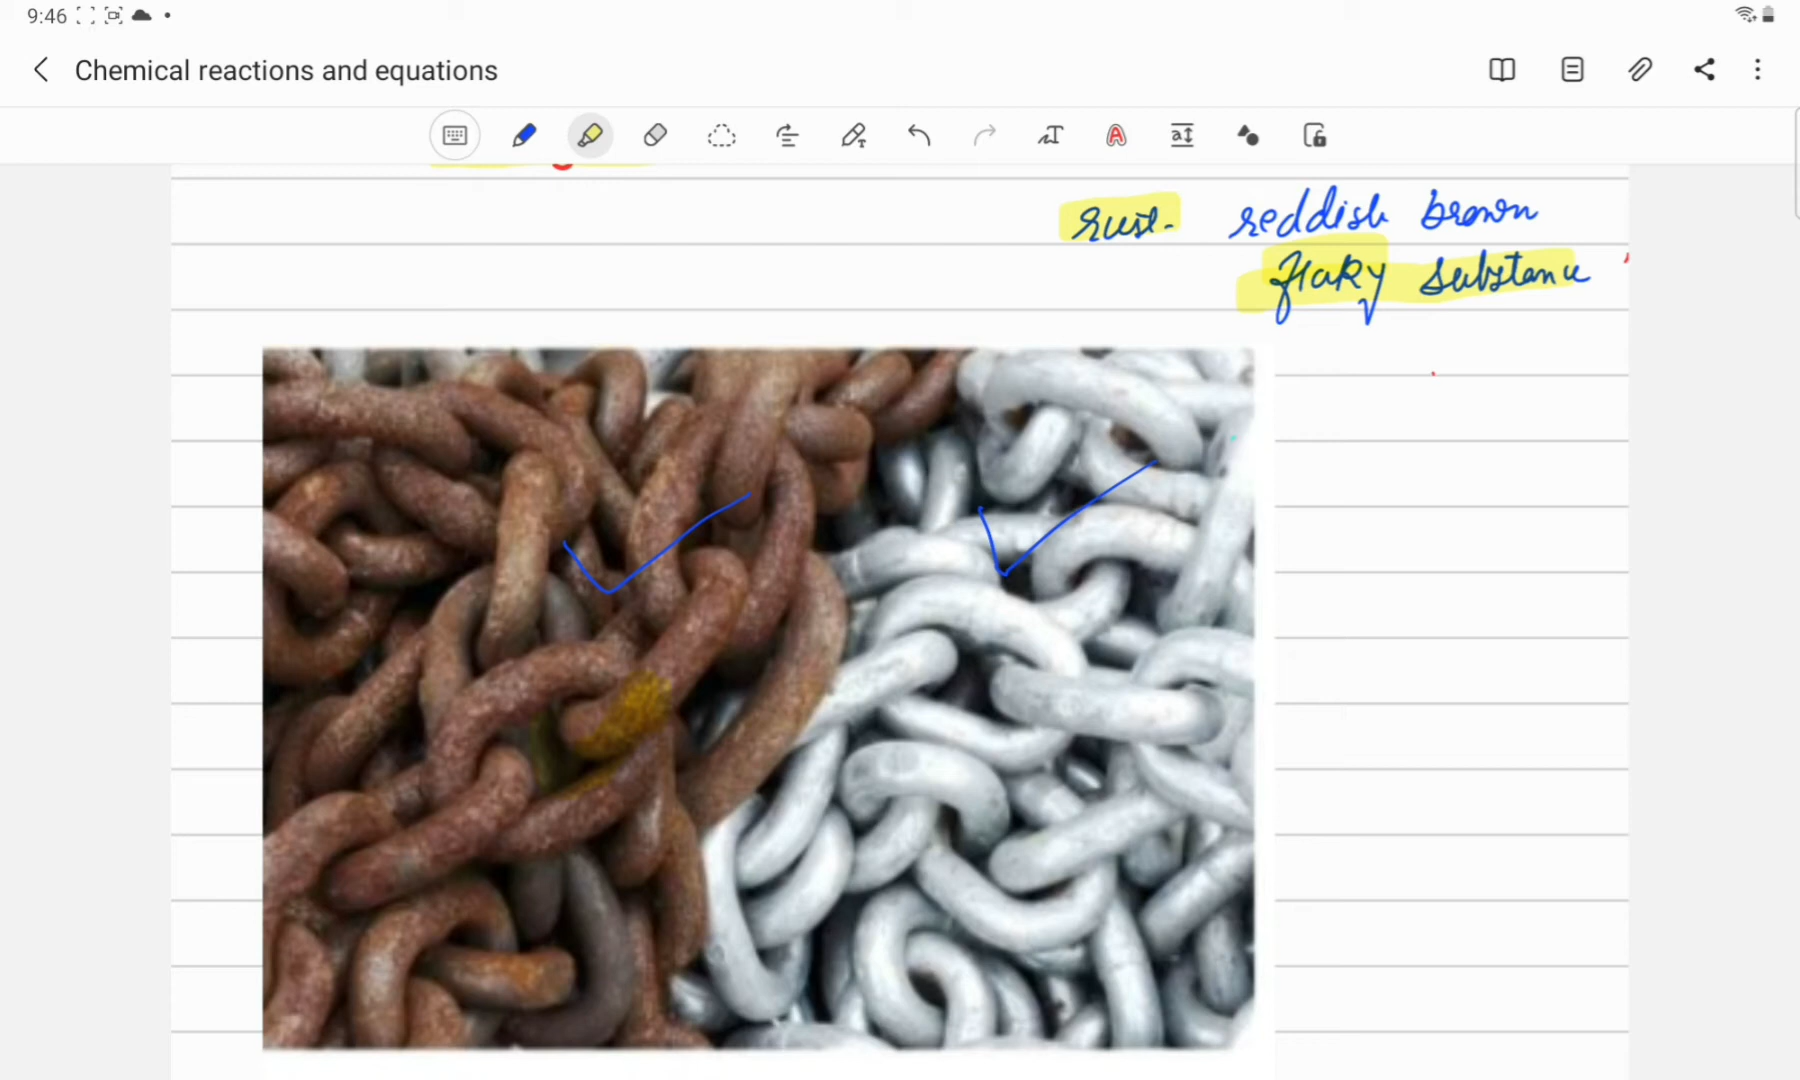 9:46
Chemical reactions and equations
rust. reddish brown
flaky substance